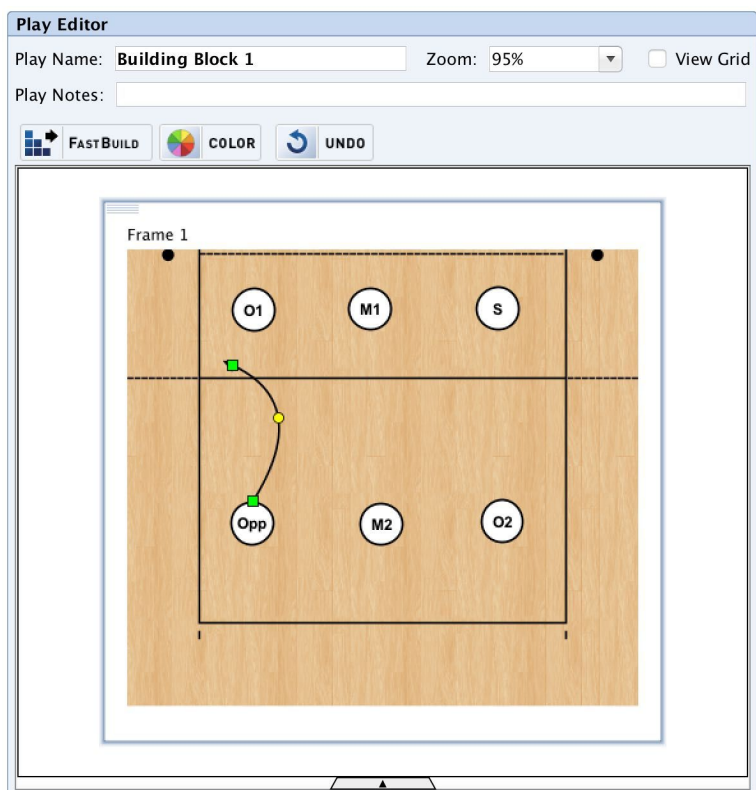 Play Editor
Play Name: Building Block 1 Zoom: 95% View Grid
Play Notes:
FASTBUILD COLOR UNDO
Frame 1
O1 M1 S
Opp M2 O2